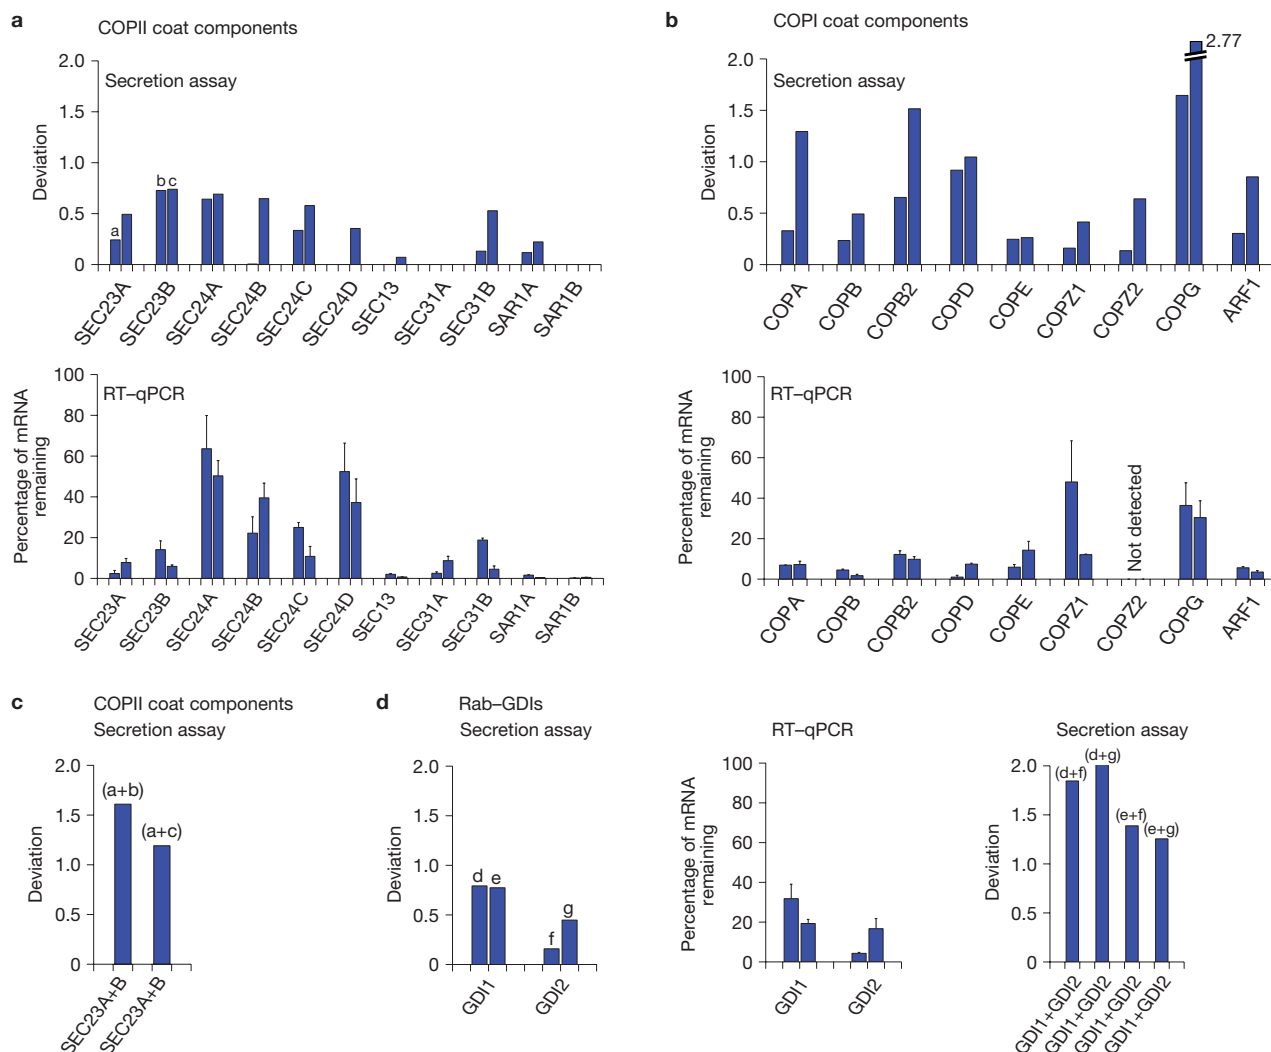 a
COPII coat components
Secretion assay
Deviation
2.0
1.5
1.0
0.5
0
a
b c
SEC23A
SEC23B
SEC24A
SEC24B
SEC24C
SEC24D
SEC13
SEC31A
SEC31B
SAR1A
SAR1B
RT–qPCR
Percentage of mRNA
remaining
100
80
60
40
20
0
SEC23A
SEC23B
SEC24A
SEC24B
SEC24C
SEC24D
SEC13
SEC31A
SEC31B
SAR1A
SAR1B
b
COPI coat components
Secretion assay
Deviation
2.0
1.5
1.0
0.5
0
2.77
COPA
COPB
COPB2
COPD
COPE
COPZ1
COPZ2
COPG
ARF1
RT–qPCR
Percentage of mRNA
remaining
100
80
60
40
20
0
Not detected
COPA
COPB
COPB2
COPD
COPE
COPZ1
COPZ2
COPG
ARF1
c
COPII coat components
Secretion assay
Deviation
2.0
1.5
1.0
0.5
0
(a+b)
(a+c)
SEC23A+B
SEC23A+B
d
Rab–GDIs
Secretion assay
Deviation
2.0
1.5
1.0
0.5
0
d
e
f
g
GDI1
GDI2
RT–qPCR
Percentage of mRNA
remaining
100
80
60
40
20
0
GDI1
GDI2
Secretion assay
Deviation
2.0
1.5
1.0
0.5
0
(d+f)
(d+g)
(e+f)
(e+g)
GDI1+GDI2
GDI1+GDI2
GDI1+GDI2
GDI1+GDI2